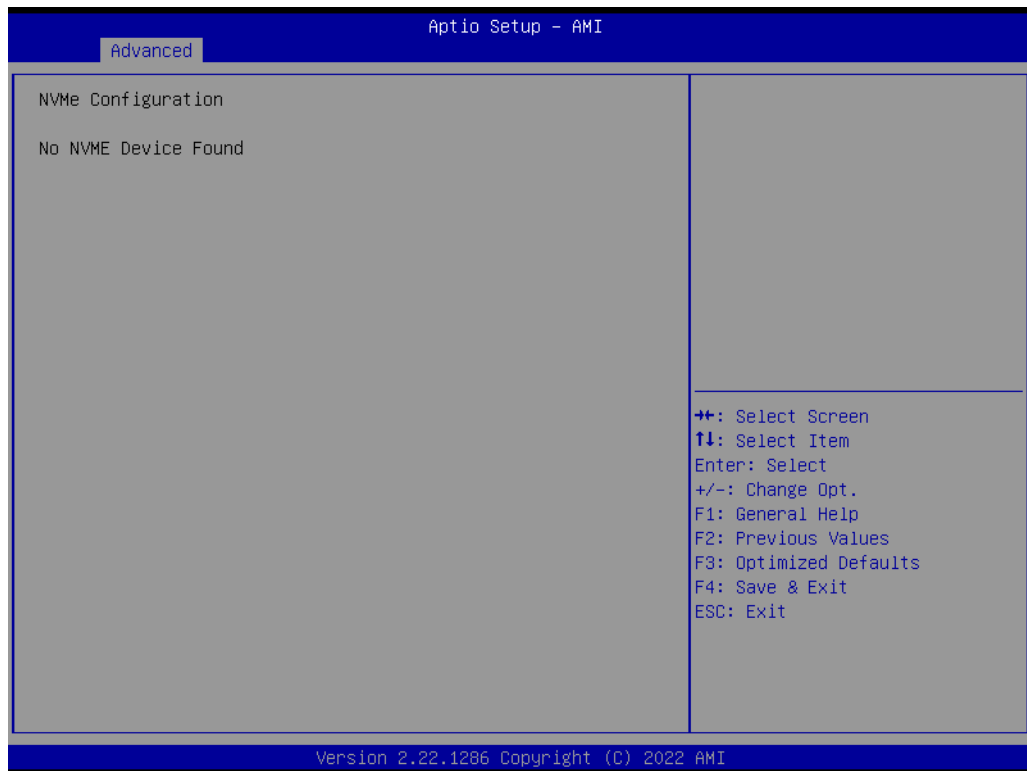 Aptio Setup - AMI
Advanced
NVMe Configuration
No NVME Device Found
→←: Select Screen
↑↓: Select Item
Enter: Select
+/-: Change Opt.
F1: General Help
F2: Previous Values
F3: Optimized Defaults
F4: Save & Exit
ESC: Exit
Version 2.22.1286 Copyright (C) 2022 AMI